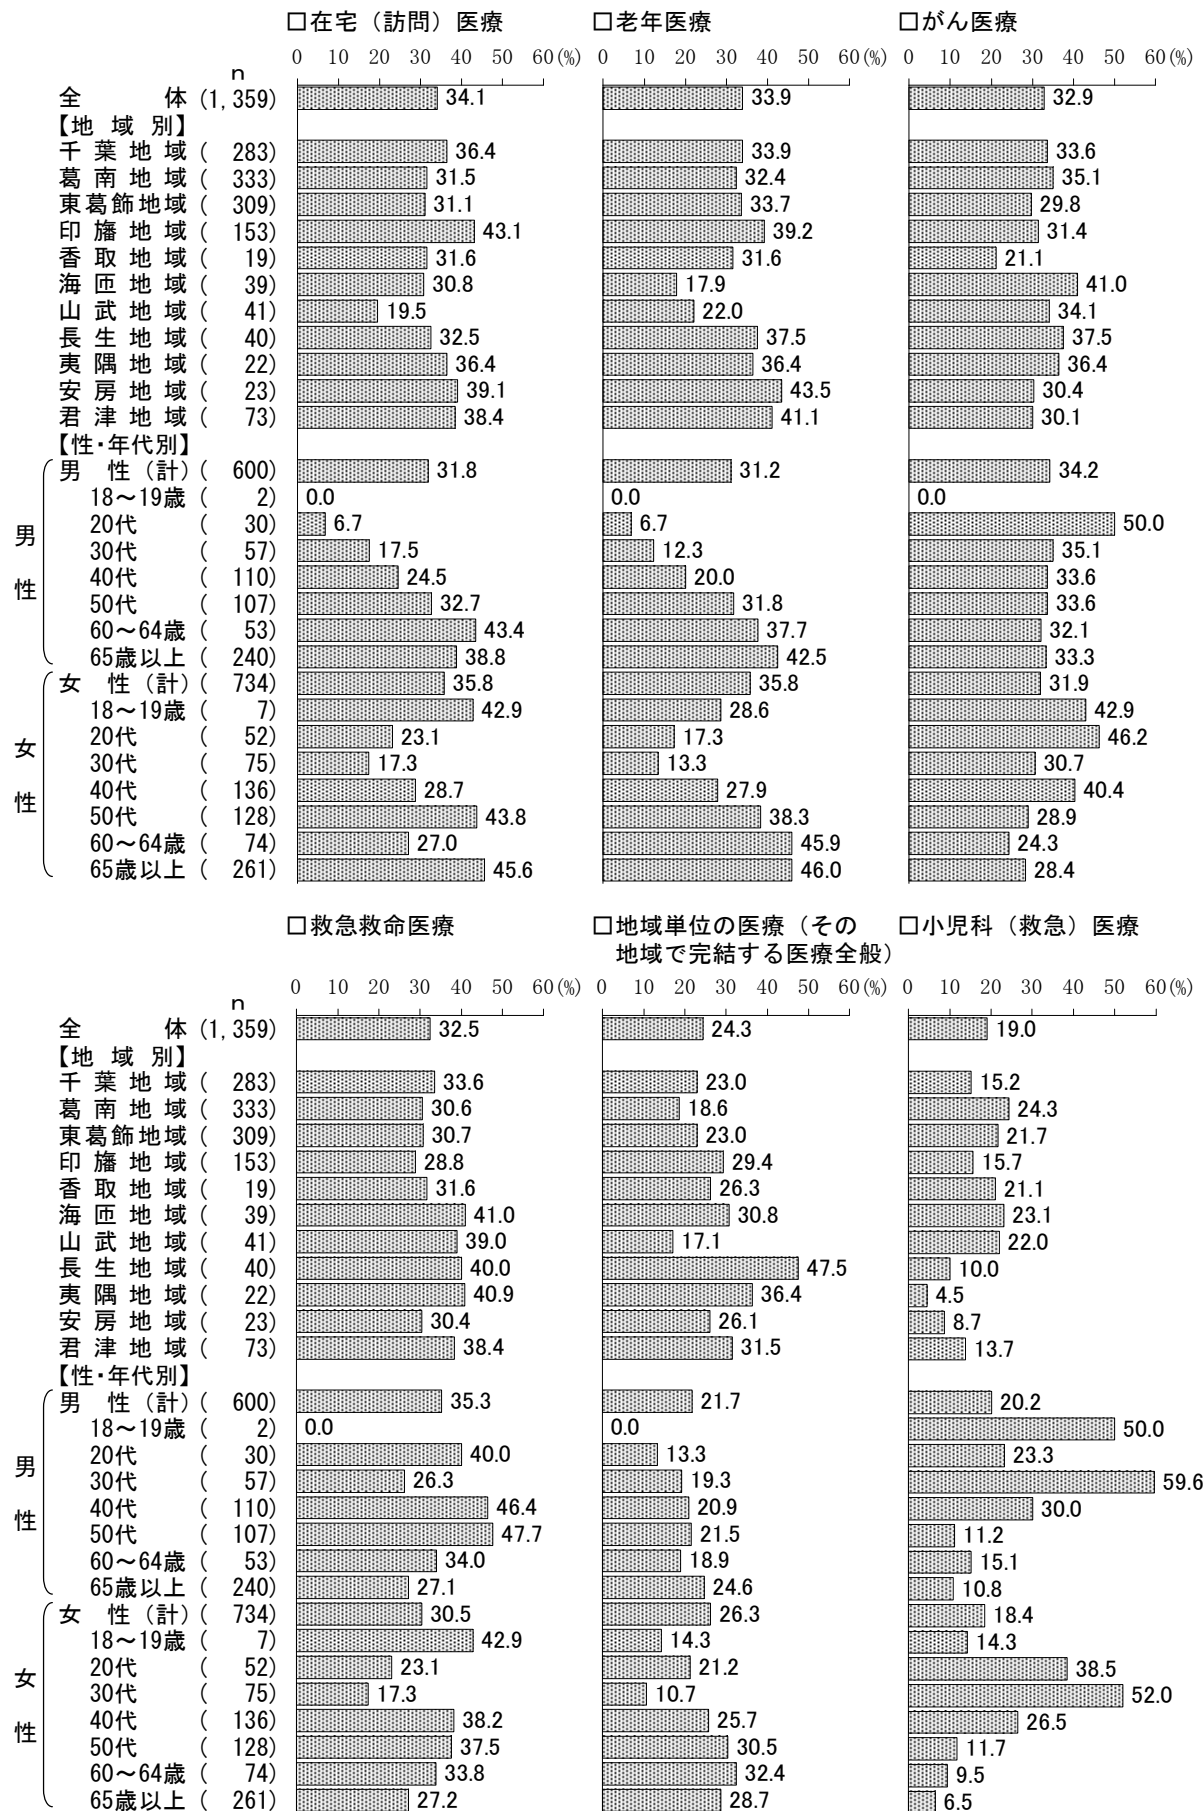 □在宅(訪問)医療 □老年医療 □がん医療
0 10 20 30 40 50 60(%) 0 10 20 30 40 50 60(%) 0 10 20 30 40 50 60(%)
n
全体(1,359) 34.1 33.9 32.9
【地域別】
千葉地域( 283) 36.4 33.9 33.6
葛南地域( 333) 31.5 32.4 35.1
東葛飾地域( 309) 31.1 33.7 29.8
印旛地域( 153) 43.1 39.2 31.4
香取地域( 19) 31.6 31.6 21.1
海匝地域( 39) 30.8 17.9 41.0
山武地域( 41) 19.5 22.0 34.1
長生地域( 40) 32.5 37.5 37.5
夷隅地域( 22) 36.4 36.4 36.4
安房地域( 23) 39.1 43.5 30.4
君津地域( 73) 38.4 41.1 30.1
【性・年代別】
男性
男性(計)( 600) 31.8 31.2 34.2
18~19歳( 2) 0.0 0.0 0.0
20代( 30) 6.7 6.7 50.0
30代( 57) 17.5 12.3 35.1
40代( 110) 24.5 20.0 33.6
50代( 107) 32.7 31.8 33.6
60~64歳( 53) 43.4 37.7 32.1
65歳以上( 240) 38.8 42.5 33.3
女性
女性(計)( 734) 35.8 35.8 31.9
18~19歳( 7) 42.9 28.6 42.9
20代( 52) 23.1 17.3 46.2
30代( 75) 17.3 13.3 30.7
40代( 136) 28.7 27.9 40.4
50代( 128) 43.8 38.3 28.9
60~64歳( 74) 27.0 45.9 24.3
65歳以上( 261) 45.6 46.0 28.4
□救急救命医療 □地域単位の医療(その □小児科(救急)医療
地域で完結する医療全般)
0 10 20 30 40 50 60(%) 0 10 20 30 40 50 60(%) 0 10 20 30 40 50 60(%)
n
全体(1,359) 32.5 24.3 19.0
【地域別】
千葉地域( 283) 33.6 23.0 15.2
葛南地域( 333) 30.6 18.6 24.3
東葛飾地域( 309) 30.7 23.0 21.7
印旛地域( 153) 28.8 29.4 15.7
香取地域( 19) 31.6 26.3 21.1
海匝地域( 39) 41.0 30.8 23.1
山武地域( 41) 39.0 17.1 22.0
長生地域( 40) 40.0 47.5 10.0
夷隅地域( 22) 40.9 36.4 4.5
安房地域( 23) 30.4 26.1 8.7
君津地域( 73) 38.4 31.5 13.7
【性・年代別】
男性
男性(計)( 600) 35.3 21.7 20.2
18~19歳( 2) 0.0 0.0 50.0
20代( 30) 40.0 13.3 23.3
30代( 57) 26.3 19.3 59.6
40代( 110) 46.4 20.9 30.0
50代( 107) 47.7 21.5 11.2
60~64歳( 53) 34.0 18.9 15.1
65歳以上( 240) 27.1 24.6 10.8
女性
女性(計)( 734) 30.5 26.3 18.4
18~19歳( 7) 42.9 14.3 14.3
20代( 52) 23.1 21.2 38.5
30代( 75) 17.3 10.7 52.0
40代( 136) 38.2 25.7 26.5
50代( 128) 37.5 30.5 11.7
60~64歳( 74) 33.8 32.4 9.5
65歳以上( 261) 27.2 28.7 6.5